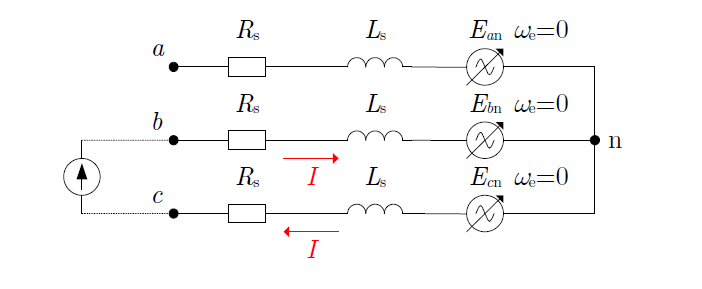 Rs Ls Ean ωe=0
a
Rs Ls Ebn ωe=0
b
n
I
Rs Ls Ecn ωe=0
c
I